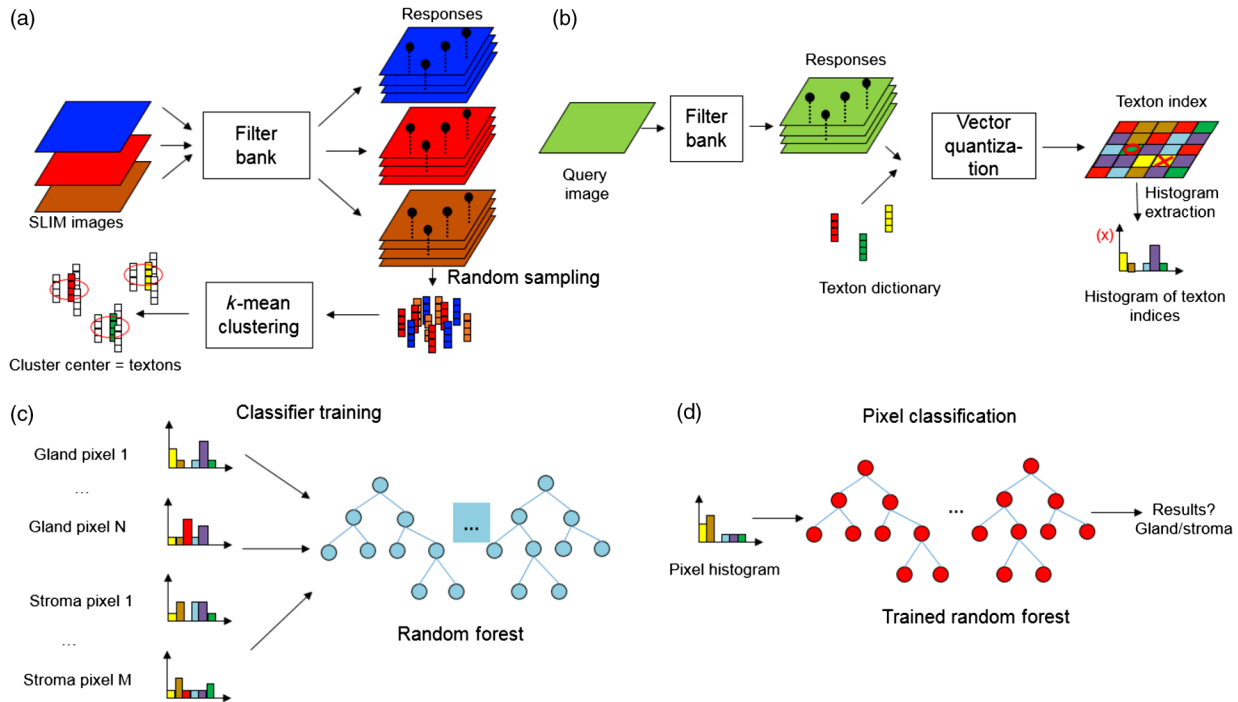 (a)
Responses
SLIM images
Filter
bank
Random sampling
k-mean
clustering
Cluster center = textons
(b)
Query
image
Filter
bank
Responses
Texton dictionary
Vector
quantiza-
tion
Texton index
Histogram
extraction
(x)
Histogram of texton
indices
(c)
Classifier training
Gland pixel 1
...
Gland pixel N
Stroma pixel 1
...
Stroma pixel M
...
Random forest
(d)
Pixel classification
Pixel histogram
...
Results?
Gland/stroma
Trained random forest